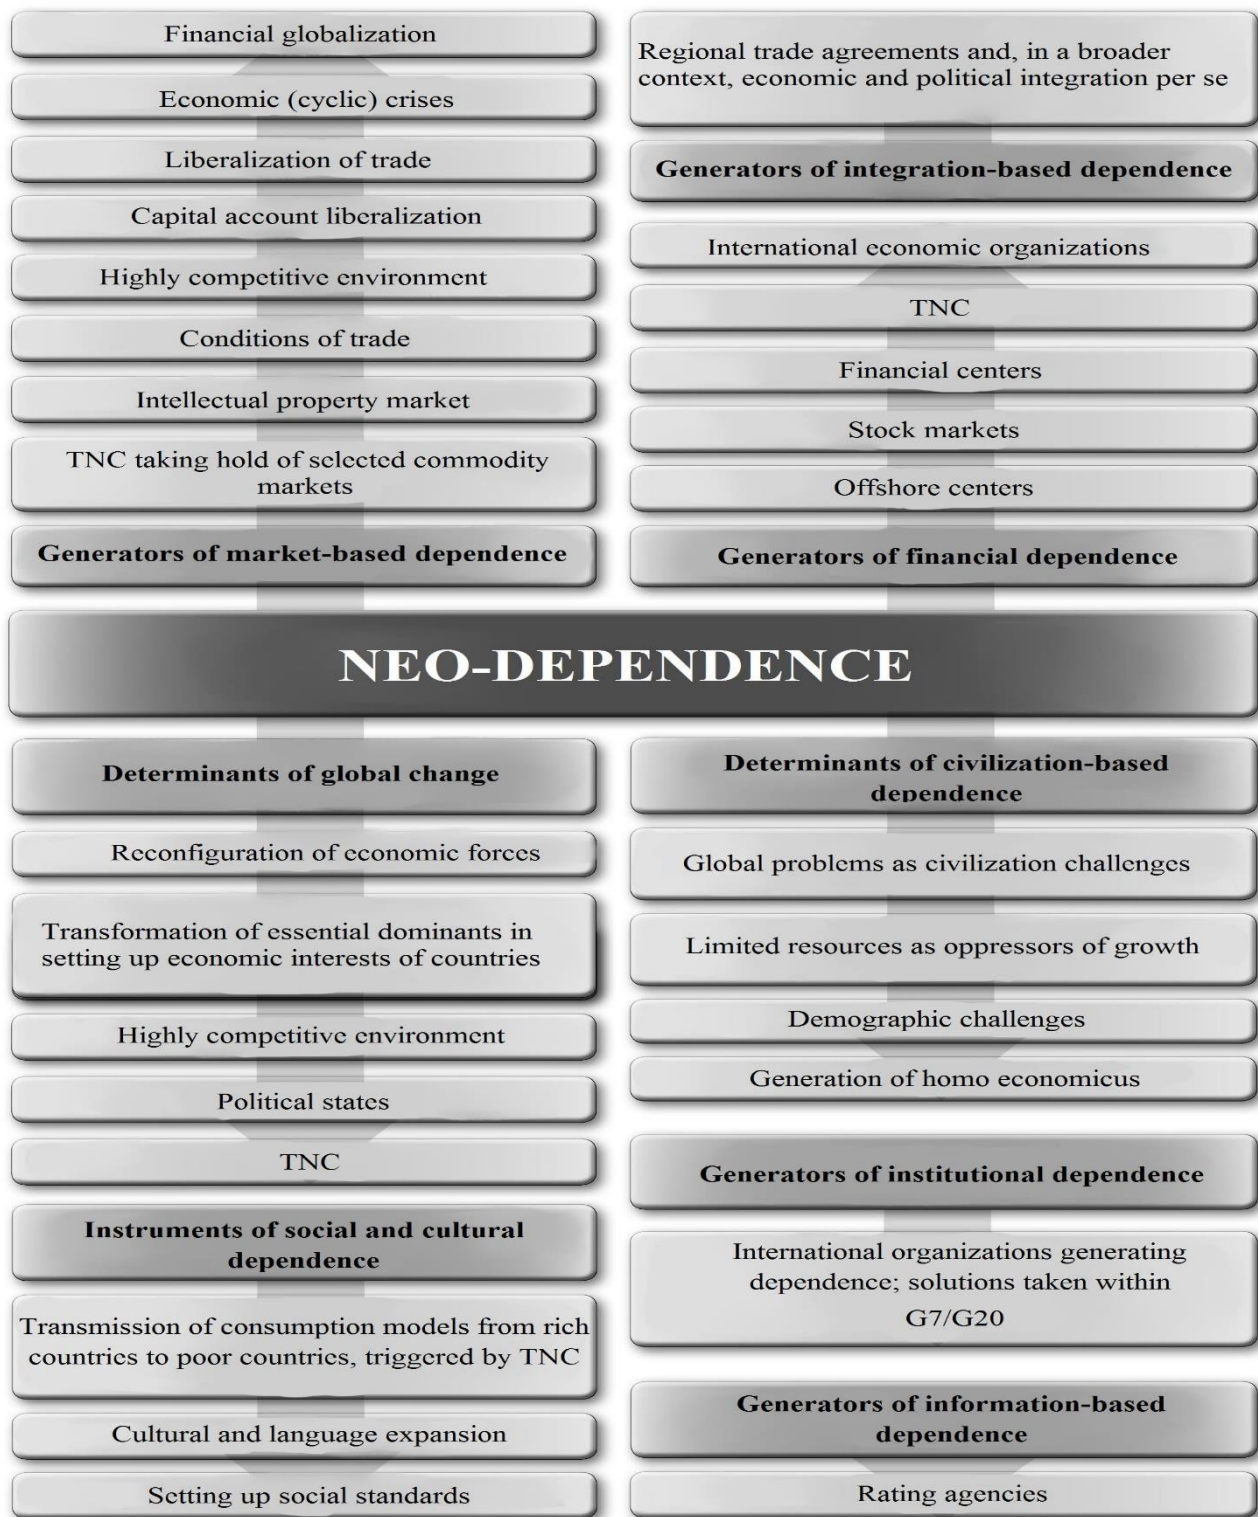 Financial globalization
Economic (cyclic) crises
Liberalization of trade
Capital account liberalization
Highly competitive environment
Conditions of trade
Intellectual property market
TNC taking hold of selected commodity
markets
Generators of market-based dependence
Regional trade agreements and, in a broader
context, economic and political integration per se
Generators of integration-based dependence
International economic organizations
TNC
Financial centers
Stock markets
Offshore centers
Generators of financial dependence
NEO-DEPENDENCE
Determinants of global change
Reconfiguration of economic forces
Transformation of essential dominants in
setting up economic interests of countries
Highly competitive environment
Political states
TNC
Instruments of social and cultural
dependence
Transmission of consumption models from rich
countries to poor countries, triggered by TNC
Cultural and language expansion
Setting up social standards
Determinants of civilization-based
dependence
Global problems as civilization challenges
Limited resources as oppressors of growth
Demographic challenges
Generation of homo economicus
Generators of institutional dependence
International organizations generating
dependence; solutions taken within
G7/G20
Generators of information-based
dependence
Rating agencies